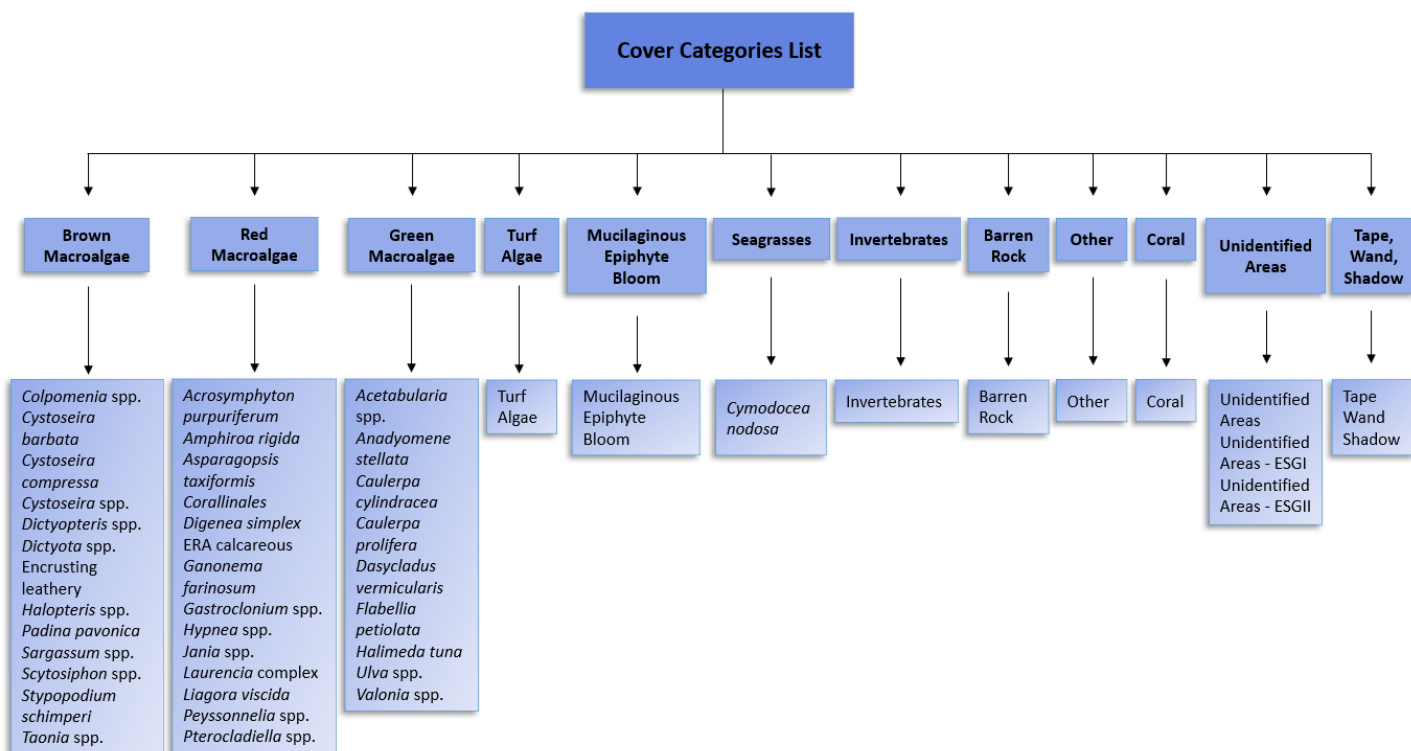 Cover Categories List
Brown
Macroalgae
Red
Macroalgae
Green
Macroalgae
Turf
Algae
Mucilaginous
Epiphyte
Bloom
Seagrasses
Invertebrates
Barren
Rock
Other
Coral
Unidentified
Areas
Tape,
Wand,
Shadow
Colpomenia spp.
Cystoseira
barbata
Cystoseira
compressa
Cystoseira spp.
Dictyopteris spp.
Dictyota spp.
Encrusting
leathery
Halopteris spp.
Padina pavonica
Sargassum spp.
Scytosiphon spp.
Stypopodium
schimperi
Taonia spp.
Acrosymphyton
purpuriferum
Amphiroa rigida
Asparagopsis
taxiformis
Corallinales
Digenea simplex
ERA calcareous
Ganonema
farinosum
Gastroclonium spp.
Hypnea spp.
Jania spp.
Laurencia complex
Liagora viscida
Peyssonnelia spp.
Pterocladiella spp.
Acetabularia
spp.
Anadyomene
stellata
Caulerpa
cylindracea
Caulerpa
prolifera
Dasycladus
vermicularis
Flabellia
petiolata
Halimeda tuna
Ulva spp.
Valonia spp.
Turf
Algae
Mucilaginous
Epiphyte
Bloom
Cymodocea
nodosa
Invertebrates
Barren
Rock
Other
Coral
Unidentified
Areas
Unidentified
Areas - ESGI
Unidentified
Areas - ESGII
Tape
Wand
Shadow